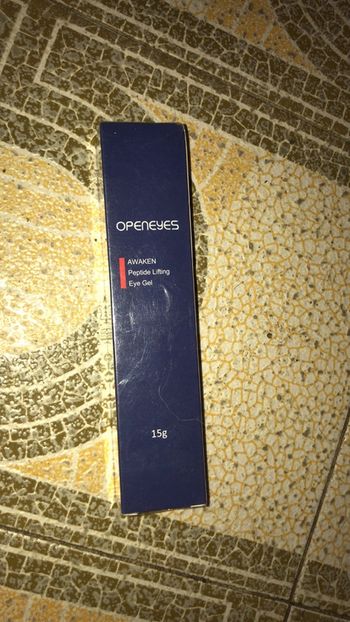 OPENEYES
AWAKEN
Peptide Lifting
Eye Gel
15g